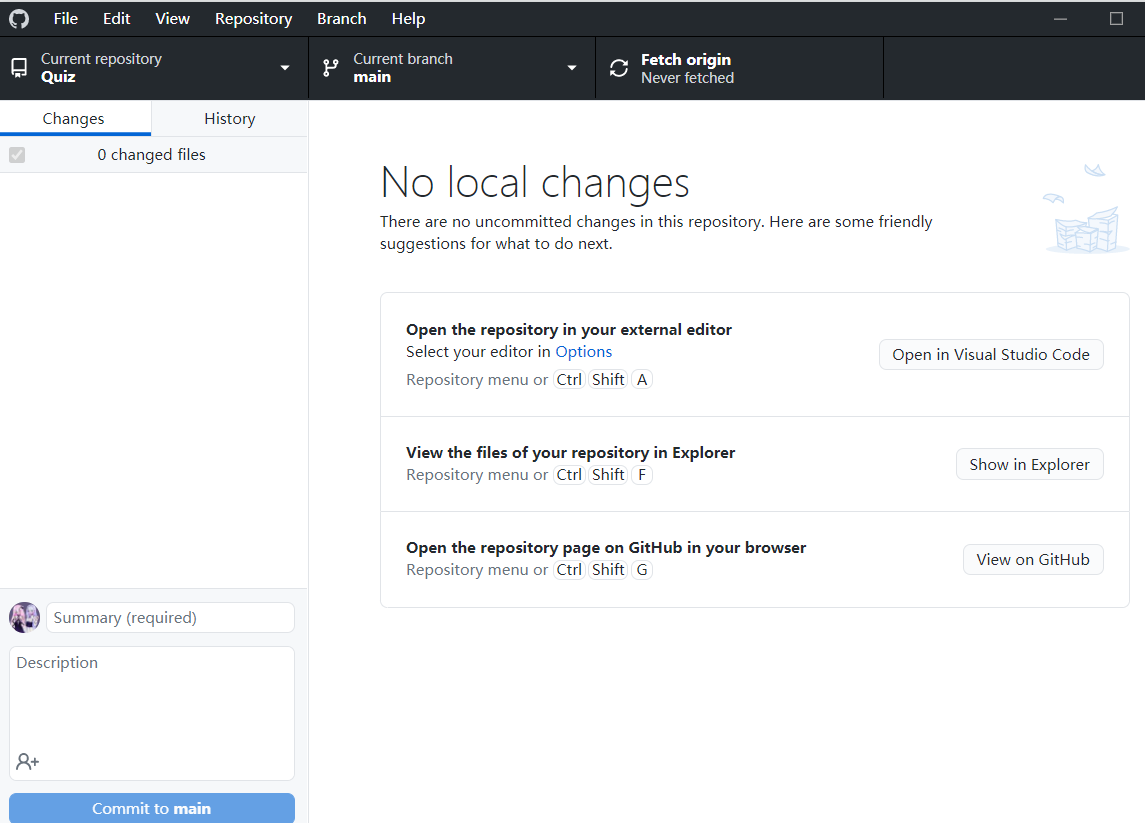 File Edit View Repository Branch Help
Current repository
Quiz
Current branch
main
Fetch origin
Never fetched
Changes
History
0 changed files
No local changes
There are no uncommitted changes in this repository. Here are some friendly
suggestions for what to do next.
Open the repository in your external editor
Select your editor in Options
Repository menu or Ctrl Shift A
Open in Visual Studio Code
View the files of your repository in Explorer
Repository menu or Ctrl Shift F
Show in Explorer
Open the repository page on GitHub in your browser
Repository menu or Ctrl Shift G
View on GitHub
Summary (required)
Description
Commit to main